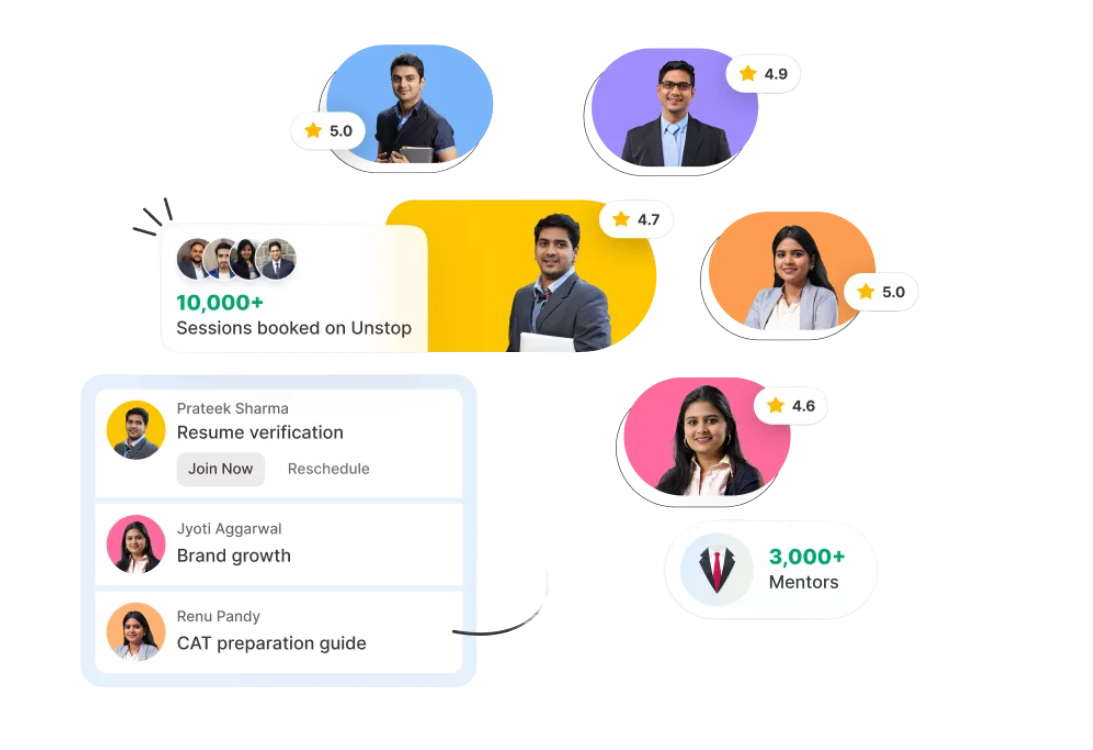 5.0
4.9
4.7
10,000+
Sessions booked on Unstop
5.0
Prateek Sharma
Resume verification
Join Now Reschedule
Jyoti Aggarwal
Brand growth
Renu Pandy
CAT preparation guide
4.6
3,000+
Mentors